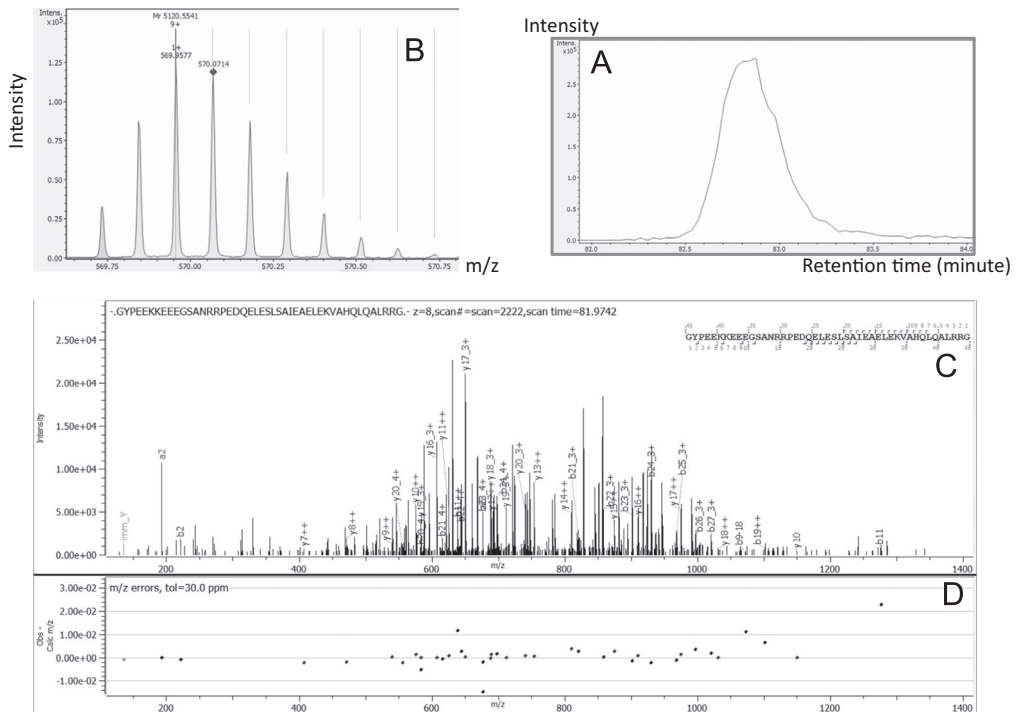 Intens.
x10⁵
Mr 5120.5541
9+
1+
569.9577
570.0714
B
1.25
1.00
0.75
0.50
0.25
0.00
569.75
570.00
570.25
570.50
570.75
m/z
Intensity
Intensity
Intens.
x10⁵
A
2.5
2.0
1.5
1.0
0.5
0.0
82.0
82.5
83.0
83.5
84.0
Retention time (minute)
-.GYPEEKKEEEGSANRRPEDQELESLSAIEAELEKVAHQLQALRRG.- z=8,scan#=scan=2222,scan time=81.9742
GYPEEKKEEEGSANRRPEDQELESLSAIEAELEKVAHQLQALRRG
C
2.50e+04
2.00e+04
1.50e+04
1.00e+04
5.00e+03
0.00e+00
Intensity
imm_Y
a2
b2
y7++
y8++
y9++
y20_4+
y10++
y16_3+
y11++
b21_4+
y17_3+
y18_3+
y20_3+
y13++
y14++
b21_3+
b22_3+
b23_3+
y16++
b24_3+
y17++
b25_3+
b26_3+
b27_3+
y18++
b9-18
y19++
y10
b11
200
400
600
800
1000
1200
1400
m/z
m/z errors, tol=30.0 ppm
D
3.00e-02
2.00e-02
1.00e-02
0.00e+00
-1.00e-02
Obs -
Calc m/z
200
400
600
800
1000
1200
1400
m/z